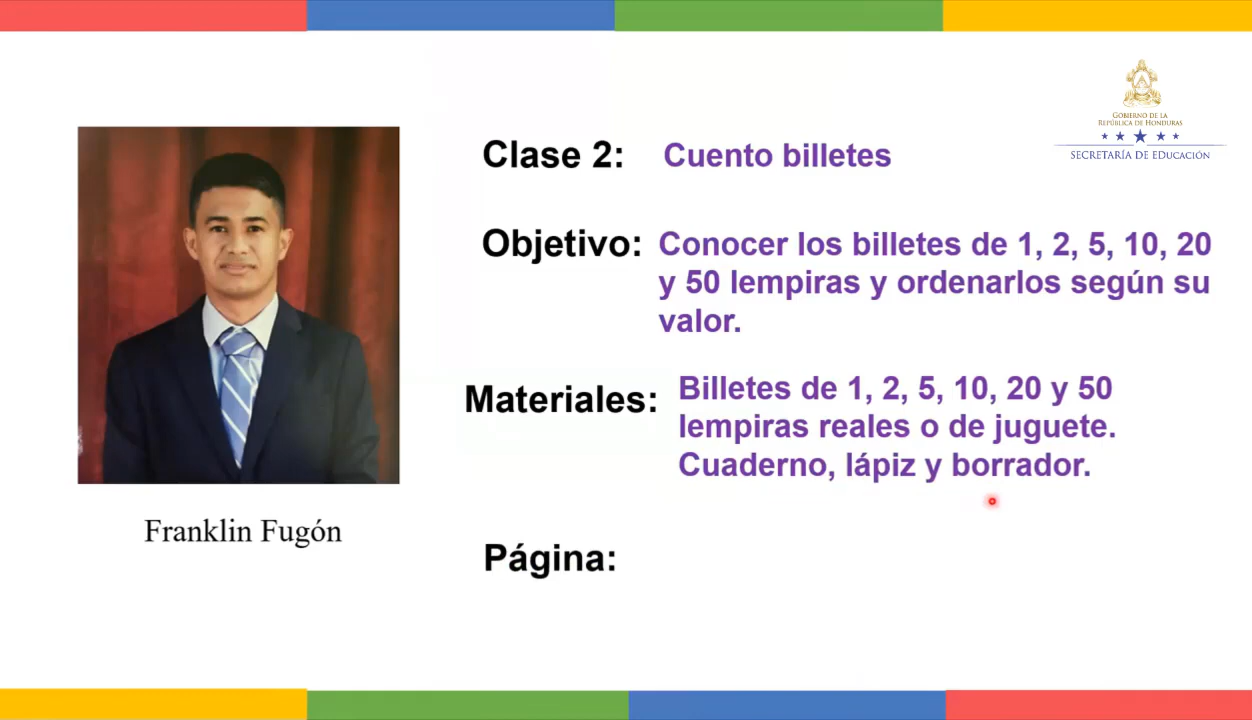 GOBIERNO DE LA
REPÚBLICA DE HONDURAS
SECRETARÍA DE EDUCACIÓN
Clase 2: Cuento billetes
Objetivo: Conocer los billetes de 1, 2, 5, 10, 20
y 50 lempiras y ordenarlos según su
valor.
Materiales: Billetes de 1, 2, 5, 10, 20 y 50
lempiras reales o de juguete.
Cuaderno, lápiz y borrador.
Franklin Fugón
Página: